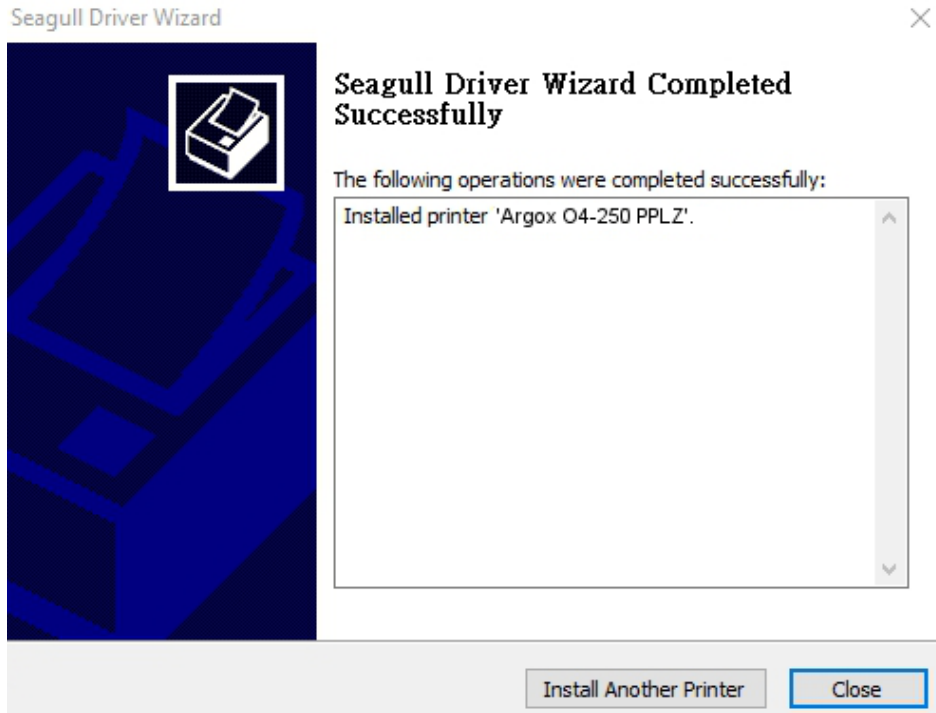 Seagull Driver Wizard
Seagull Driver Wizard Completed
Successfully
The following operations were completed successfully:
Installed printer 'Argox O4-250 PPLZ'.
Install Another Printer
Close